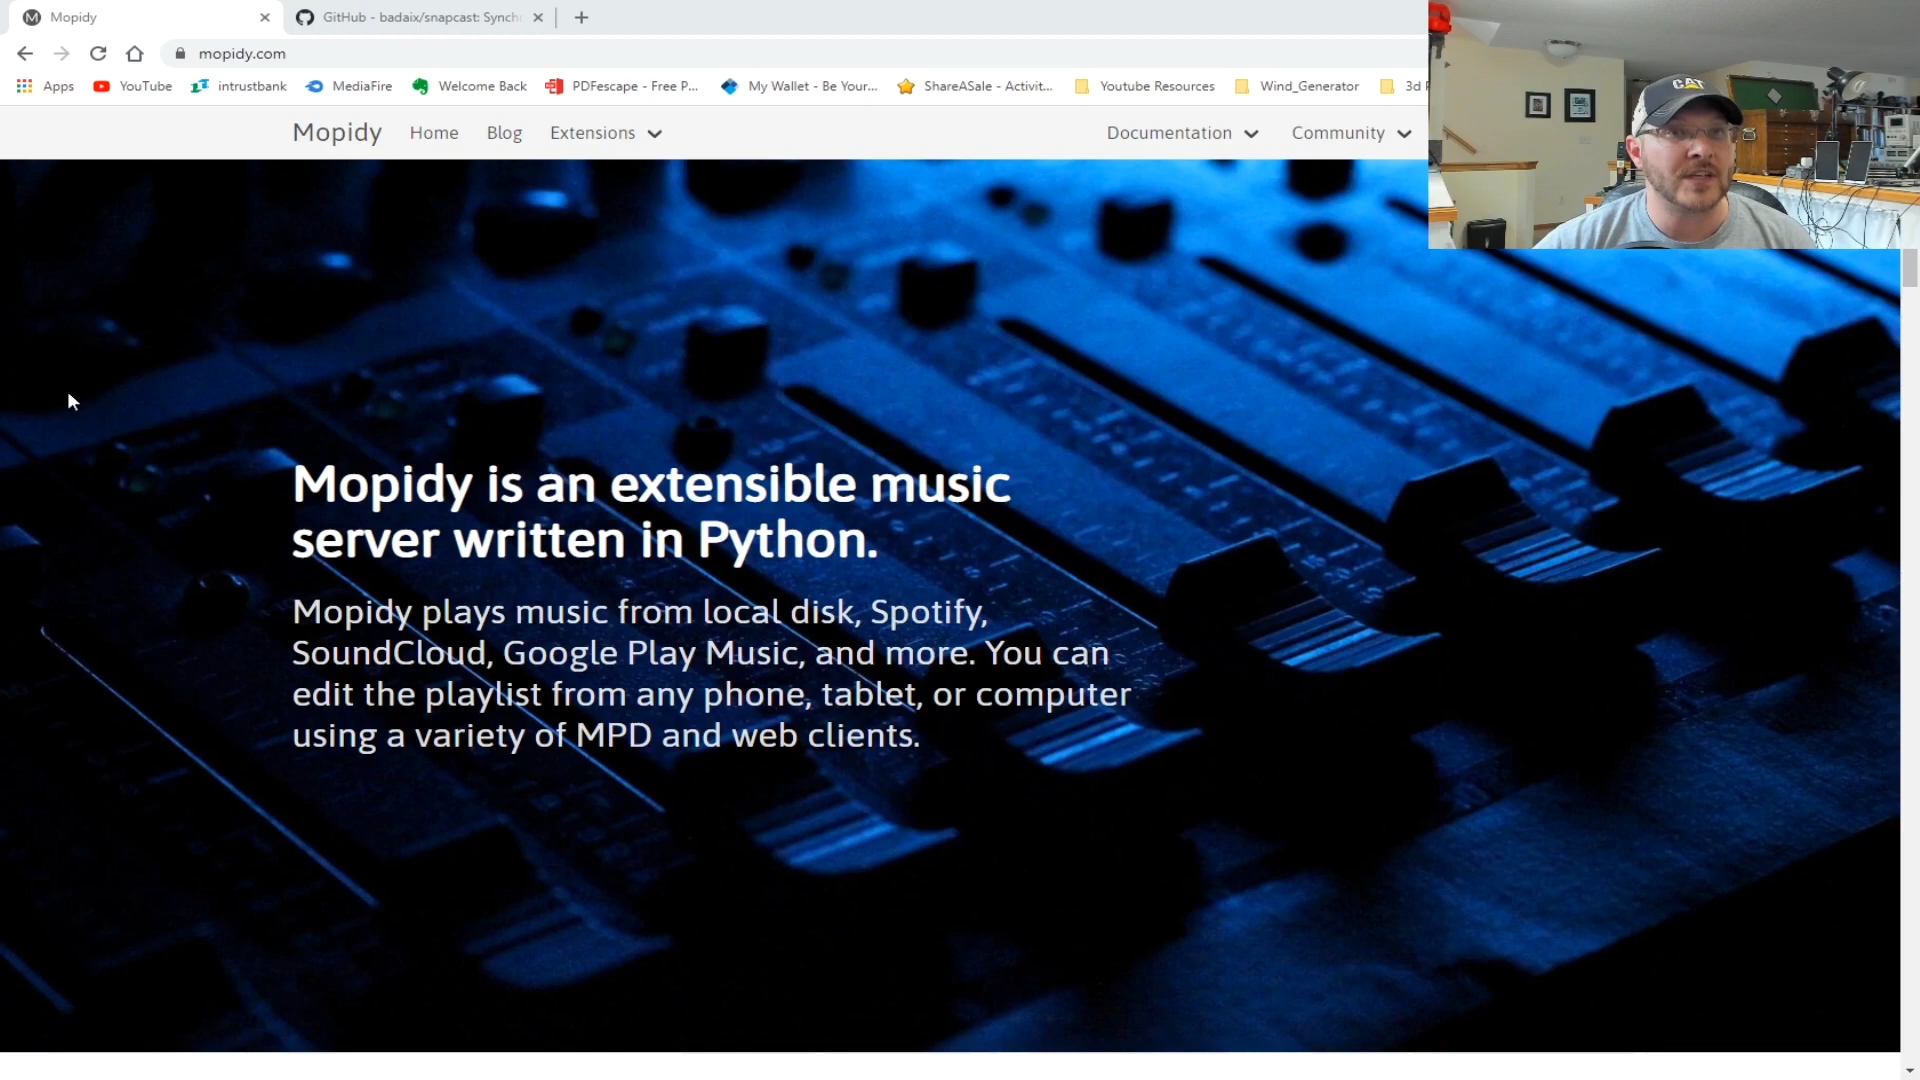 Mopidy
GitHub - badaix/snapcast: Synch
mopidy.com
Apps YouTube intrustbank MediaFire Welcome Back PDFescape - Free P... My Wallet - Be Your... ShareASale - Activit... Youtube Resources Wind_Generator 3d
Mopidy Home Blog Extensions Documentation Community
CAT
Mopidy is an extensible music
server written in Python.
Mopidy plays music from local disk, Spotify,
SoundCloud, Google Play Music, and more. You can
edit the playlist from any phone, tablet, or computer
using a variety of MPD and web clients.